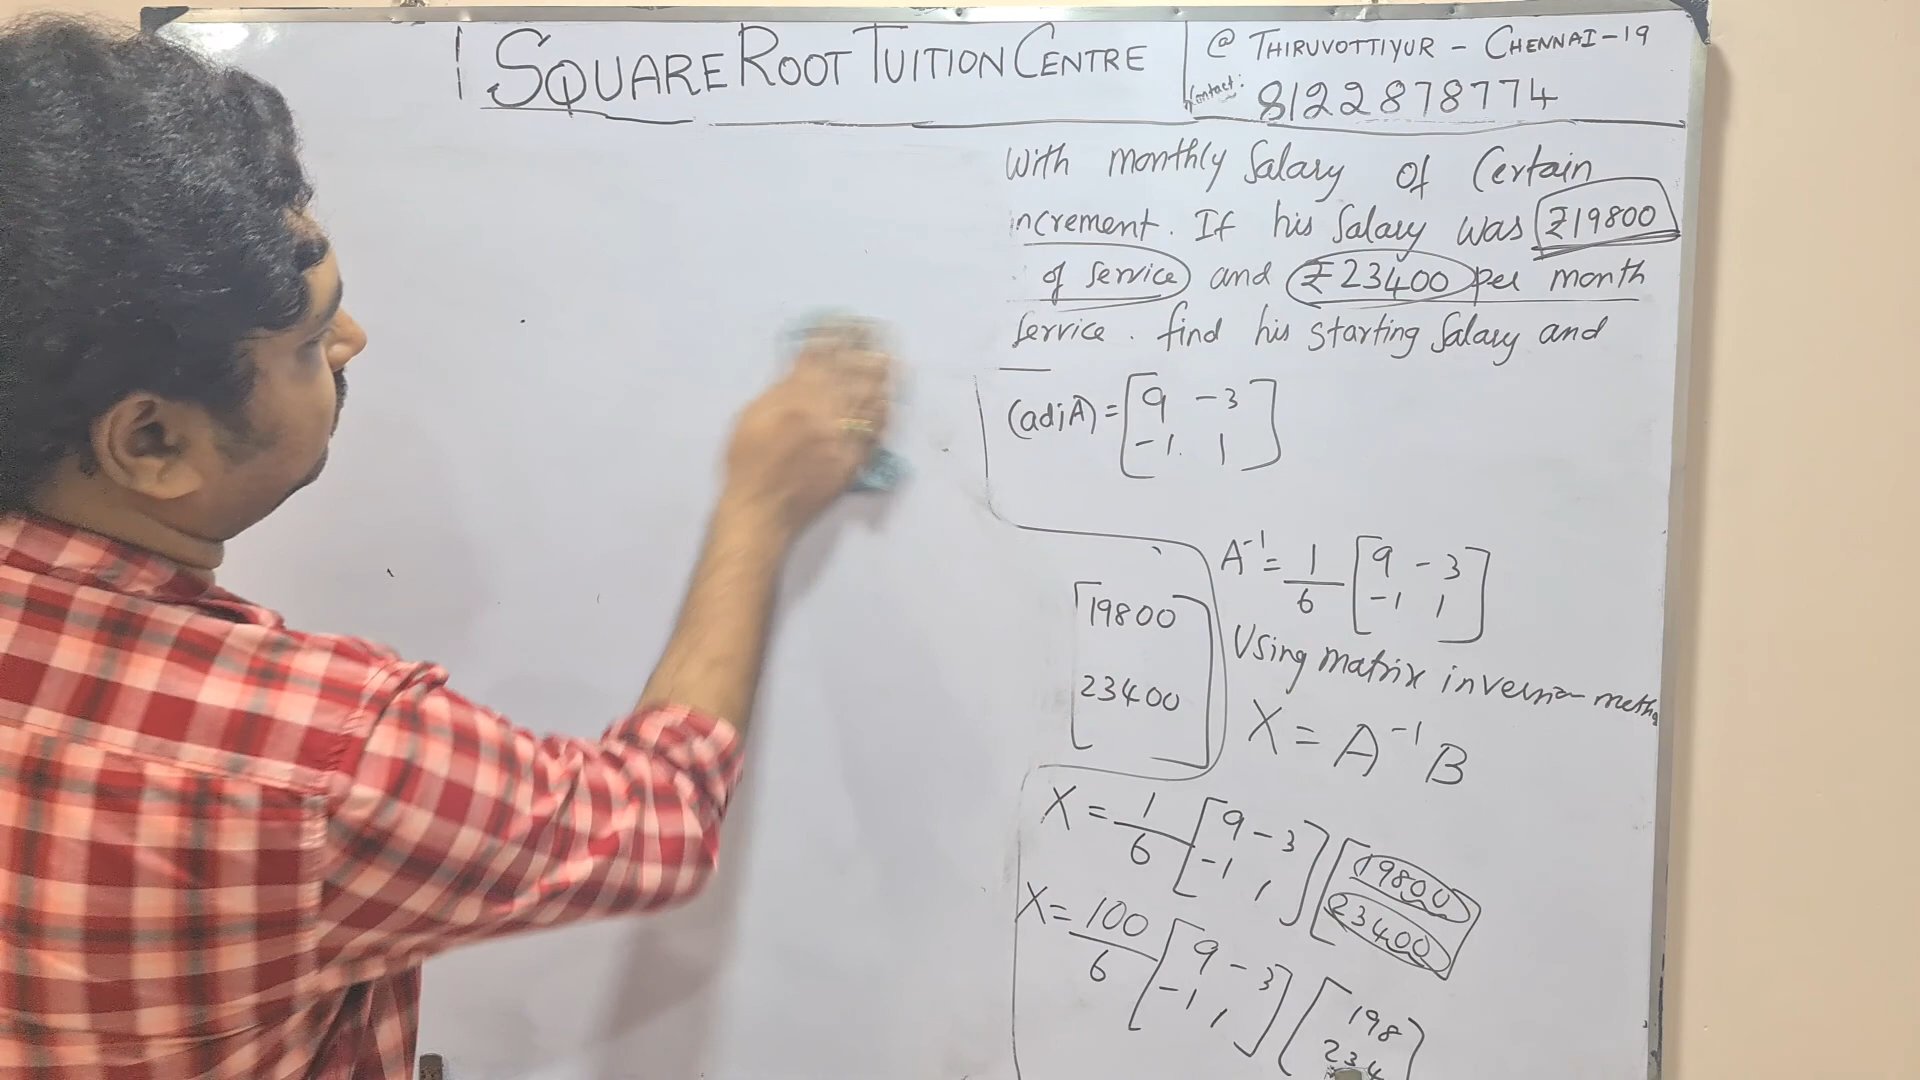 SQUARE ROOT TUITION CENTRE
@ THIRUVOTTIYUR - CHENNAI-19
Contact: 8122878774
with monthly Salary of Certain
increment. If his Salary was ₹19800
of service and ₹23400 per month
service. find his starting Salary and
(adjA) = [9 -3
-1 1]
A⁻¹ = 1/6 [9 -3
-1 1]
[19800
23400]
Using matrix inversion metho
X = A⁻¹B
X = 1/6 [9 -3
-1 1] [19800
23400]
X = 100/6 [9 -3
-1 1] [198
234]